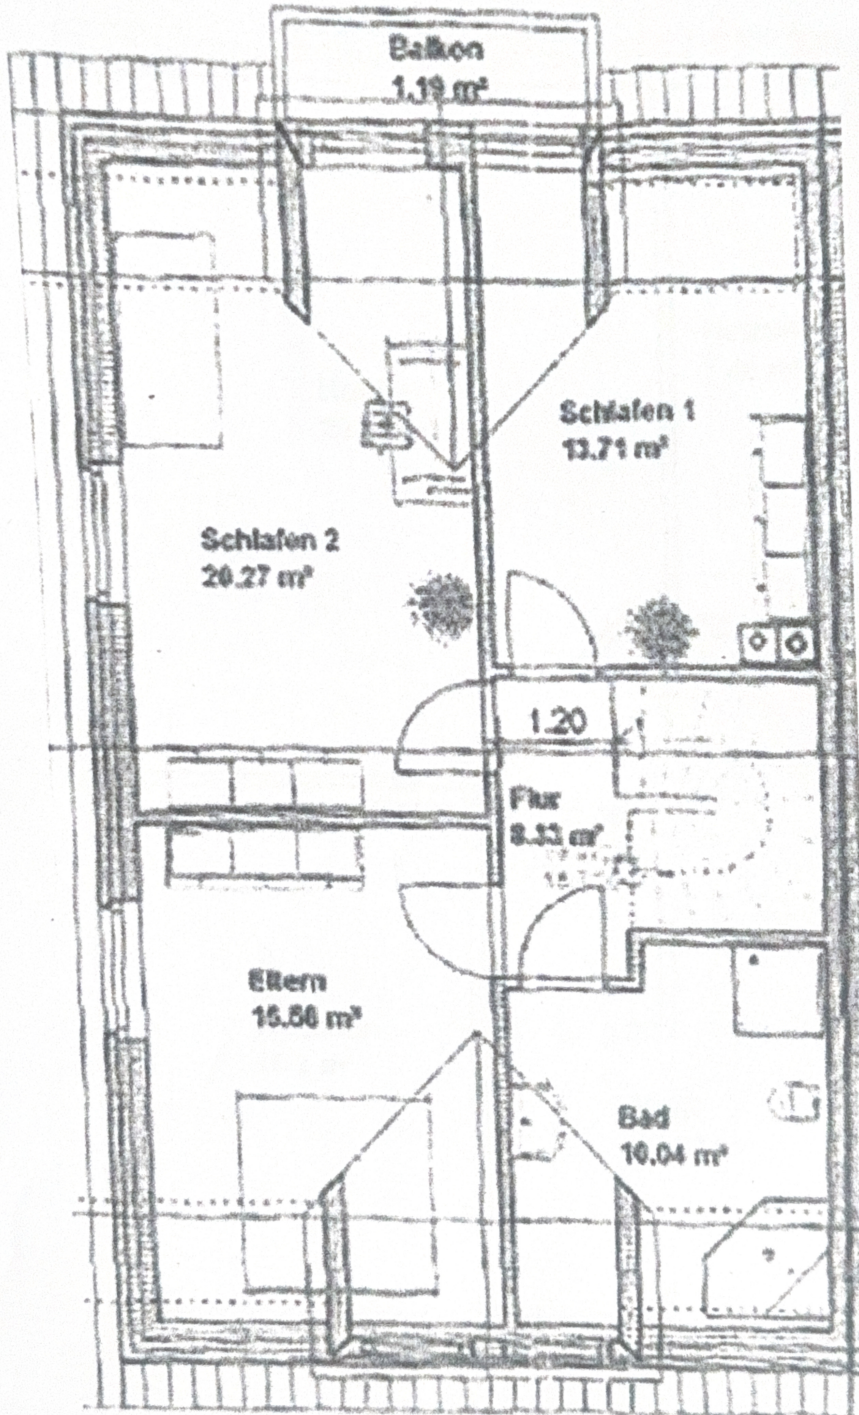 Balkon
1.19 m²
Schlafen 1
13.71 m²
Schlafen 2
20.27 m²
1.20
Flur
8.33 m²
Eltern
15.56 m²
Bad
10.04 m²